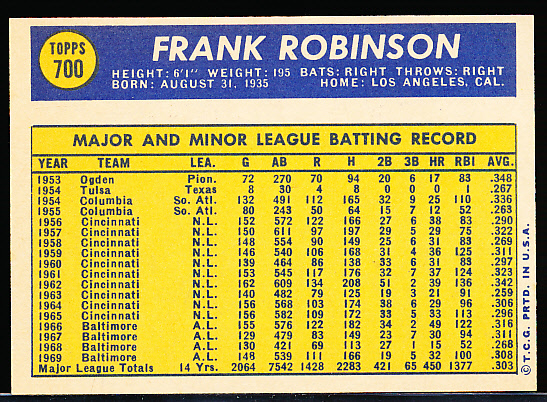 TOPPS
700
FRANK ROBINSON
HEIGHT: 6'1" WEIGHT: 195 BATS: RIGHT THROWS: RIGHT
BORN: AUGUST 31, 1935 HOME: LOS ANGELES, CAL.
MAJOR AND MINOR LEAGUE BATTING RECORD
YEAR TEAM LEA. G AB R H 2B 3B HR RBI AVG.
1953 Ogden Pion. 72 270 70 94 20 6 17 83 .348
1954 Tulsa Texas 8 30 4 8 0 0 0 1 .267
1954 Columbia So. Atl. 132 491 112 165 32 9 25 110 .336
1955 Columbia So. Atl. 80 243 50 64 15 7 12 52 .263
1956 Cincinnati N.L. 152 572 122 166 27 6 38 83 .290
1957 Cincinnati N.L. 150 611 97 197 29 5 29 75 .322
1958 Cincinnati N.L. 148 554 90 149 25 6 31 83 .269
1959 Cincinnati N.L. 146 540 106 168 31 4 36 125 .311
1960 Cincinnati N.L. 139 464 86 138 33 6 31 83 .297
1961 Cincinnati N.L. 153 545 117 176 32 7 37 124 .323
1962 Cincinnati N.L. 162 609 134 208 51 2 39 136 .342
1963 Cincinnati N.L. 140 482 79 125 19 3 21 91 .259
1964 Cincinnati N.L. 156 568 103 174 38 6 29 96 .306
1965 Cincinnati N.L. 156 582 109 172 33 5 33 113 .296
1966 Baltimore A.L. 155 576 122 182 34 2 49 122 .316
1967 Baltimore A.L. 129 479 83 149 23 7 30 94 .311
1968 Baltimore A.L. 130 421 69 113 27 1 15 52 .268
1969 Baltimore A.L. 148 539 111 166 19 5 32 100 .308
Major League Totals 14 Yrs. 2064 7542 1428 2283 421 65 450 1377 .303
© T.C.G. PRTD. IN U.S.A.